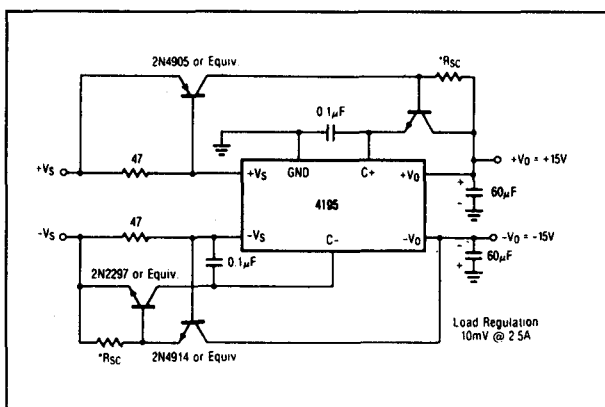 2N4905 or Equiv.
*RSC
0.1µF
47
+VS
+VS
GND
C+
+VO
+VO = +15V
+
-
60µF
4195
-VS
47
-VS
C-
-VO
-VO = -15V
0.1µF
-
+
60µF
2N2297 or Equiv.
*RSC
2N4914 or Equiv
Load Regulation
10mV @ 2.5A